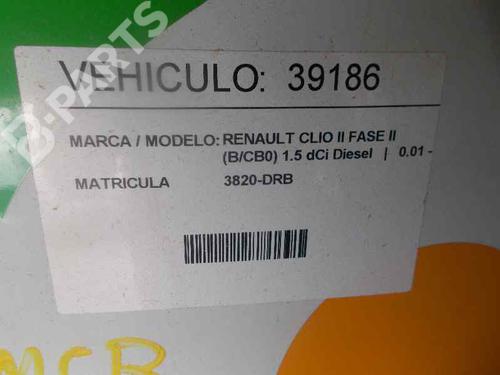 VEHICULO: 39186
MARCA / MODELO: RENAULT CLIO II FASE II
(B/CB0) 1.5 dCi Diesel | 0.01 -
MATRICULA 3820-DRB
B-PARTS
MCB